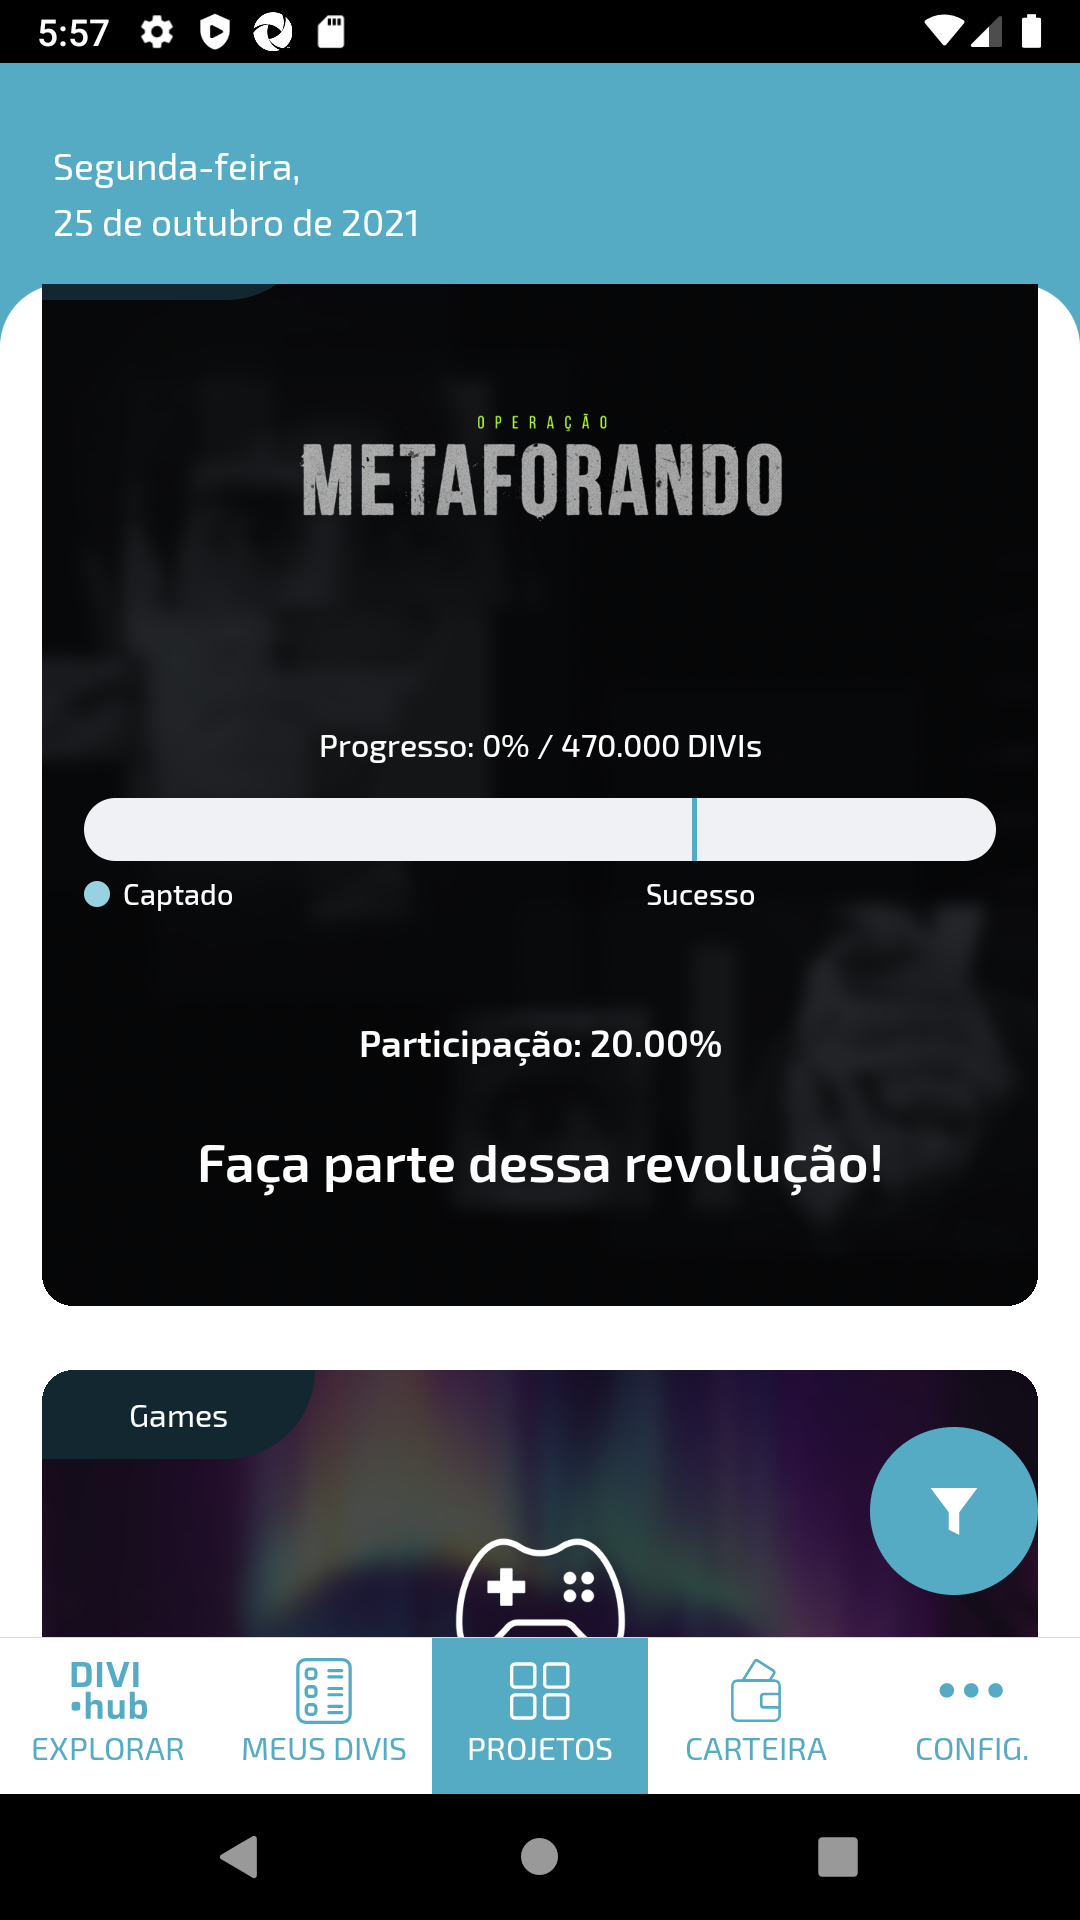 5:57
Segunda-feira,
25 de outubro de 2021
OPERAÇÃO
METAFORANDO
Progresso: 0% / 470.000 DIVIs
Captado
Sucesso
Participação: 20.00%
Faça parte dessa revolução!
Games
DIVI
hub
EXPLORAR
MEUS DIVIS
PROJETOS
CARTEIRA
CONFIG.